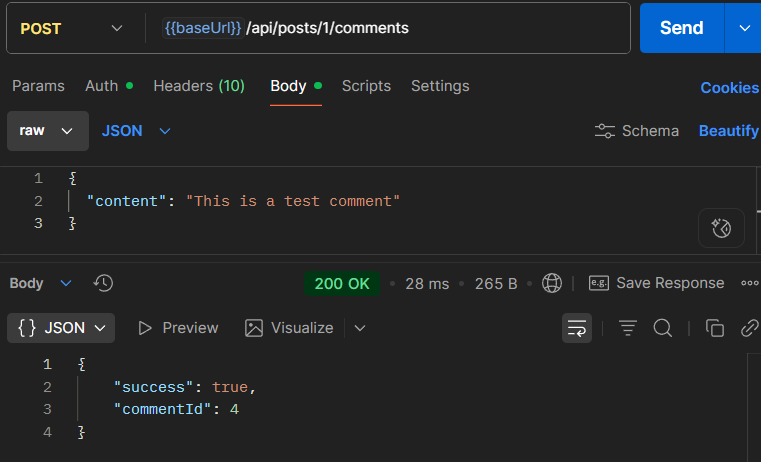 POST {{baseUrl}} /api/posts/1/comments Send
Params Auth Headers (10) Body Scripts Settings Cookies
raw JSON Schema Beautify
1 {
2 "content": "This is a test comment"
3 }
Body 200 OK • 28 ms • 265 B • e.g. Save Response
{} JSON Preview Visualize
1 {
2 "success": true,
3 "commentId": 4
4 }